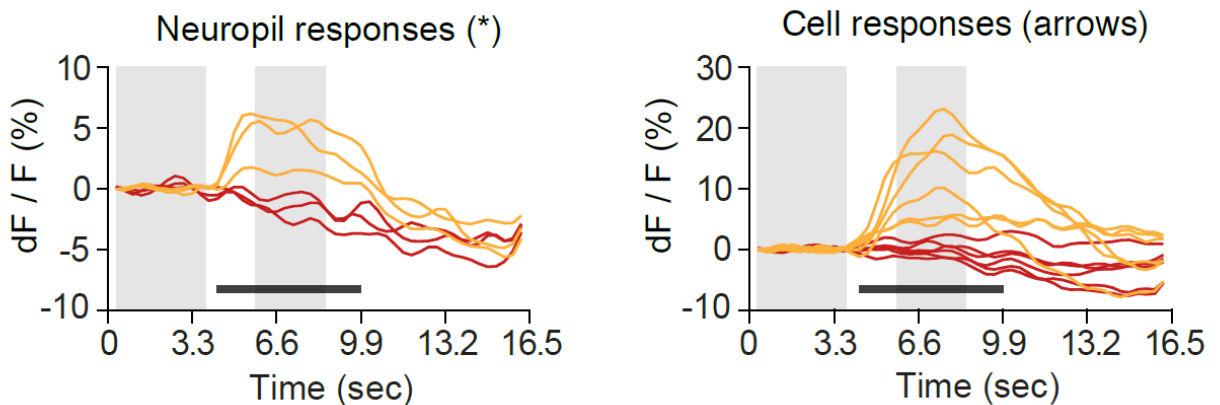 Neuropil responses (*)
10
5
0
-5
-10
dF / F (%)
0 3.3 6.6 9.9 13.2 16.5
Time (sec)
Cell responses (arrows)
30
20
10
0
-10
dF / F (%)
0 3.3 6.6 9.9 13.2 16.5
Time (sec)